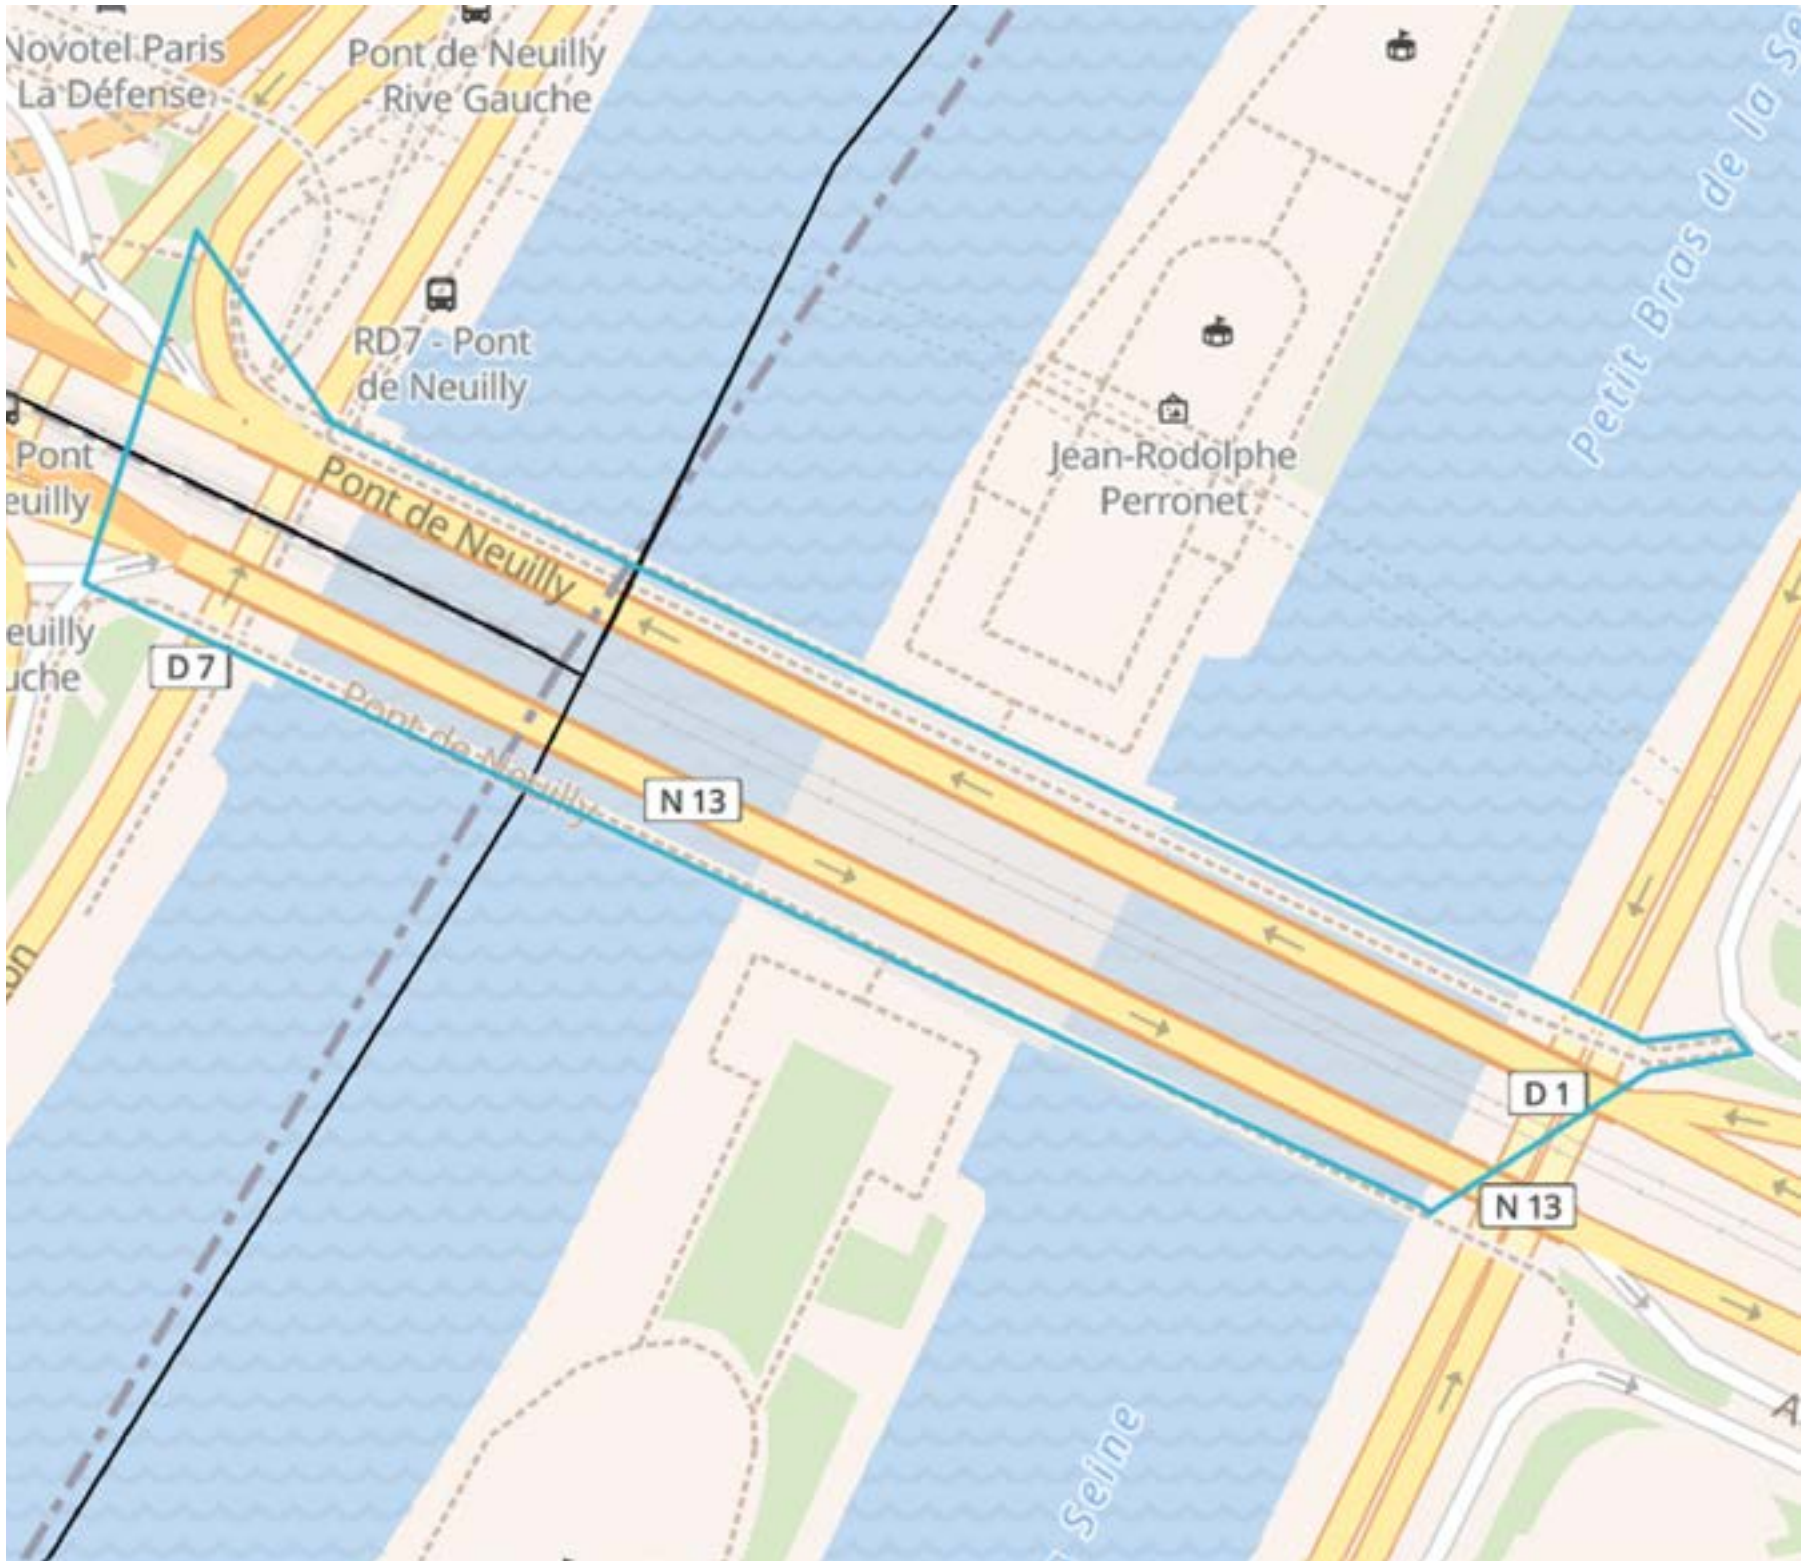 Novotel Paris
La Défense
Pont de Neuilly
- Rive Gauche
RD7 - Pont
de Neuilly
Petit Bras de la Se
Jean-Rodolphe
Perronet
Pont
euilly
Pont de Neuilly
euilly
uche
D 7
Pont de Neuilly
N 13
on
D 1
N 13
A
Seine